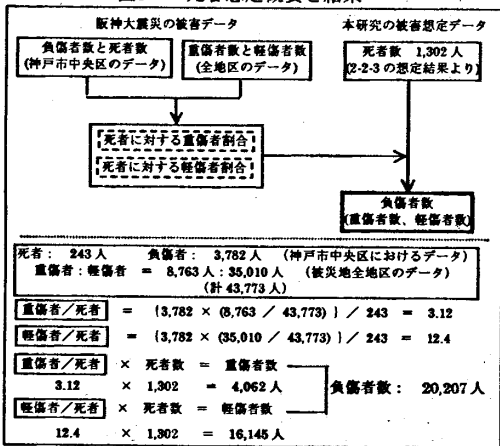 阪神大震災の被害データ
本研究の被害想定データ
負傷者数と死者数
(神戸市中央区のデータ)
重傷者数と軽傷者数
(全地区のデータ)
死者数 1,302 人
(2-2-3 の想定結果より)
死者に対する重傷者割合
死者に対する軽傷者割合
負傷者数
(重傷者数、軽傷者数)
死者: 243 人 負傷者: 3,782 人 (神戸市中央区におけるデータ)
重傷者:軽傷者 = 8,763 人:35,010 人 (被災地全地区のデータ)
(計 43,773 人)
重傷者/死者 = {3,782 × (8,763 / 43,773) } / 243 = 3.12
軽傷者/死者 = {3,782 × (35,010 / 43,773) } / 243 = 12.4
重傷者/死者 × 死者数 = 重傷者数
3.12 × 1,302 = 4,062 人
負傷者数: 20,207 人
軽傷者/死者 × 死者数 = 軽傷者数
12.4 × 1,302 = 16,145 人